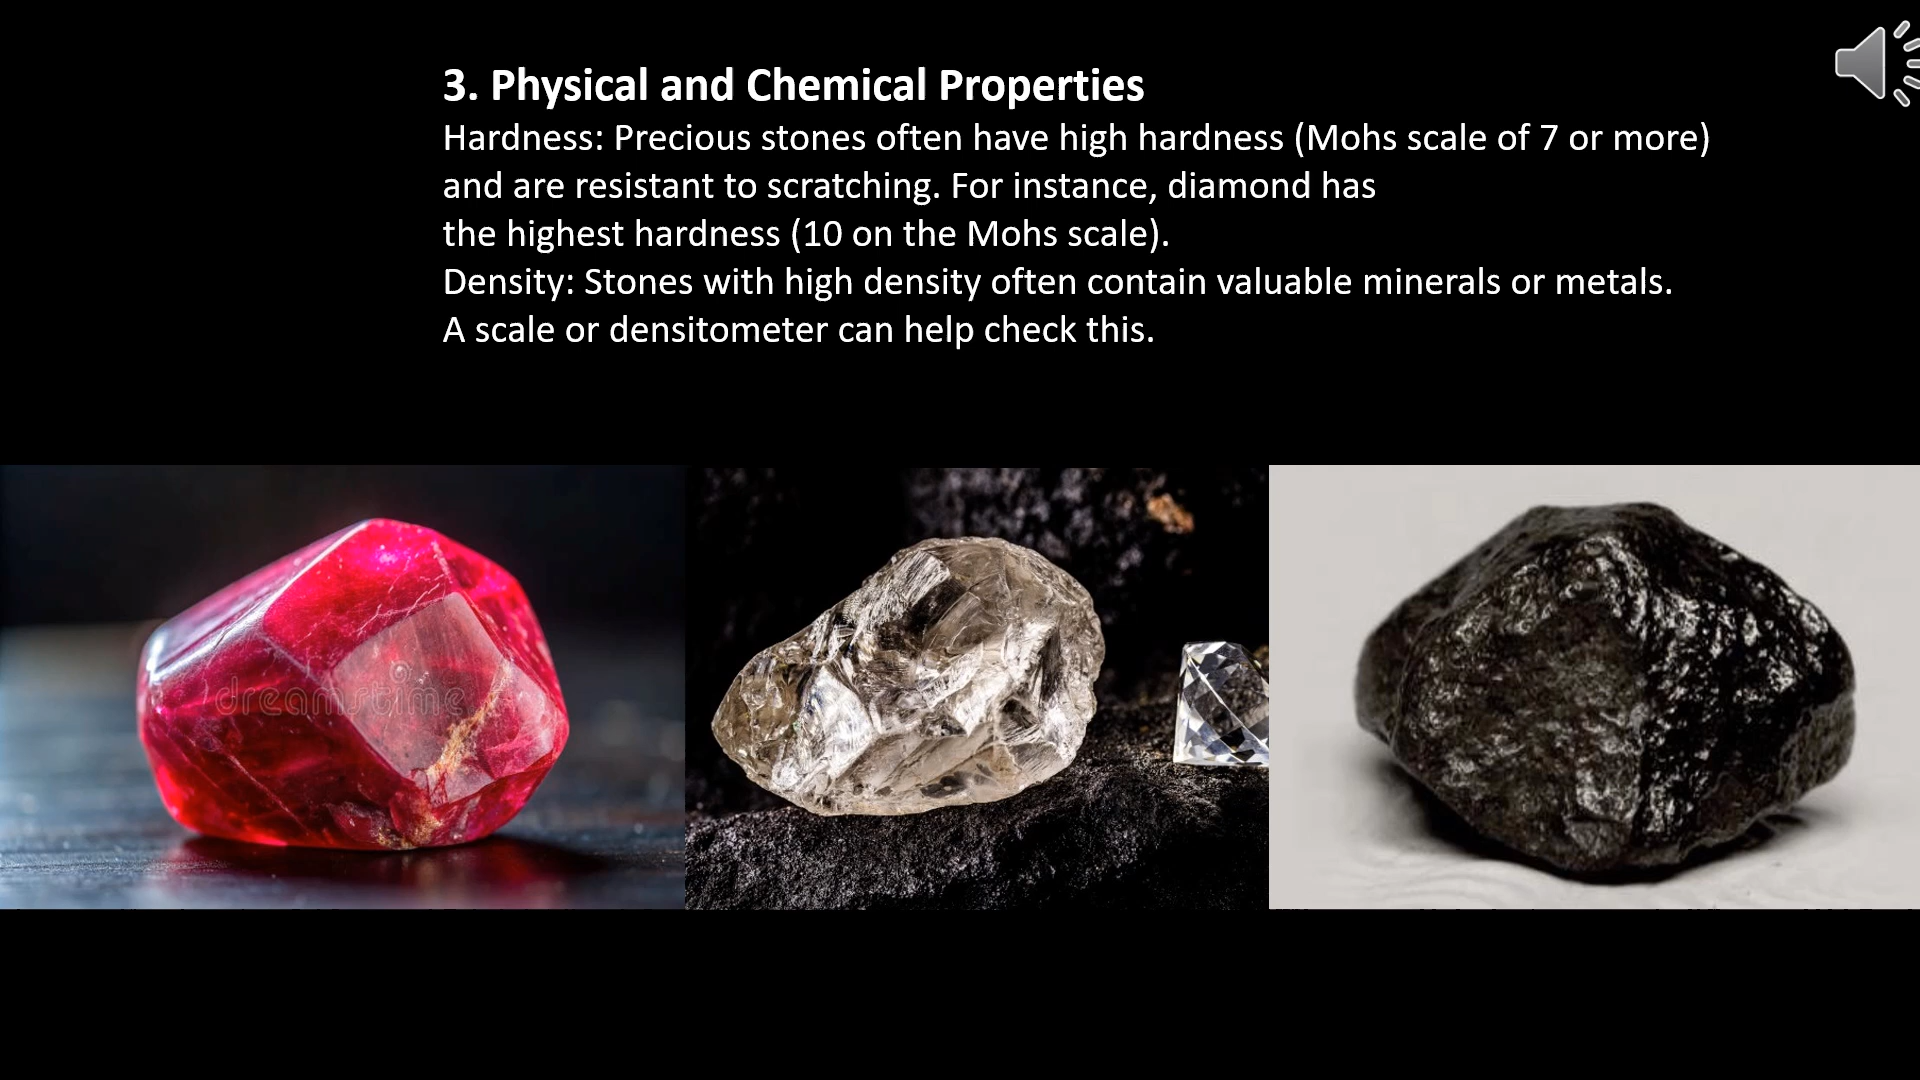 3. Physical and Chemical Properties
Hardness: Precious stones often have high hardness (Mohs scale of 7 or more)
and are resistant to scratching. For instance, diamond has
the highest hardness (10 on the Mohs scale).
Density: Stones with high density often contain valuable minerals or metals.
A scale or densitometer can help check this.
dreamstime